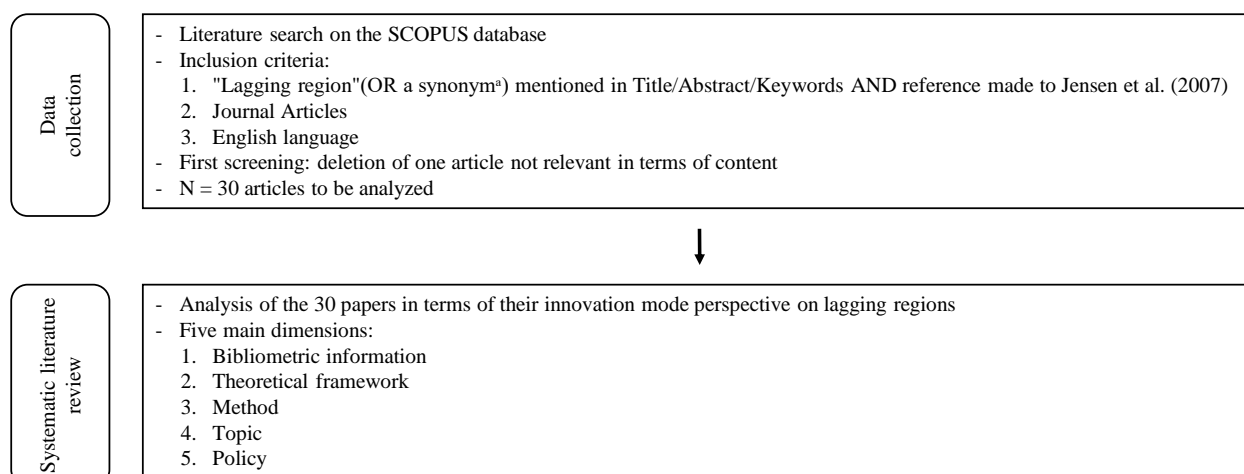 Data
collection
- Literature search on the SCOPUS database
- Inclusion criteria:
1. "Lagging region"(OR a synonymᵃ) mentioned in Title/Abstract/Keywords AND reference made to Jensen et al. (2007)
2. Journal Articles
3. English language
- First screening: deletion of one article not relevant in terms of content
- N = 30 articles to be analyzed
Systematic literature
review
- Analysis of the 30 papers in terms of their innovation mode perspective on lagging regions
- Five main dimensions:
1. Bibliometric information
2. Theoretical framework
3. Method
4. Topic
5. Policy